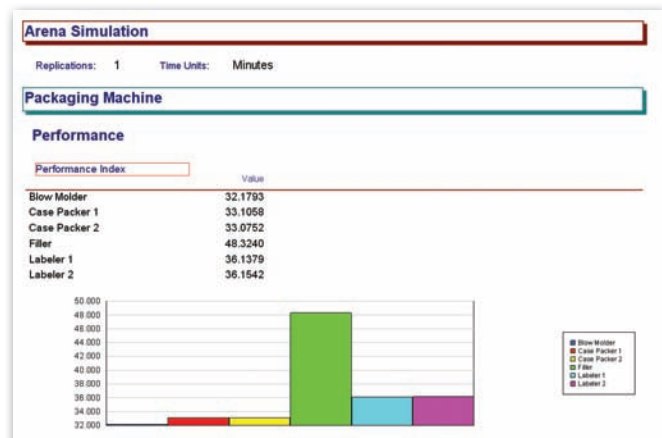 Arena Simulation
Replications: 1 Time Units: Minutes
Packaging Machine
Performance
Performance Index
Value
Blow Molder 32.1793
Case Packer 1 33.1058
Case Packer 2 33.0752
Filler 48.3240
Labeler 1 36.1379
Labeler 2 36.1542
50.000
48.000
46.000
44.000
42.000
40.000
38.000
36.000
34.000
32.000
Blow Molder
Case Packer 1
Case Packer 2
Filler
Labeler 1
Labeler 2